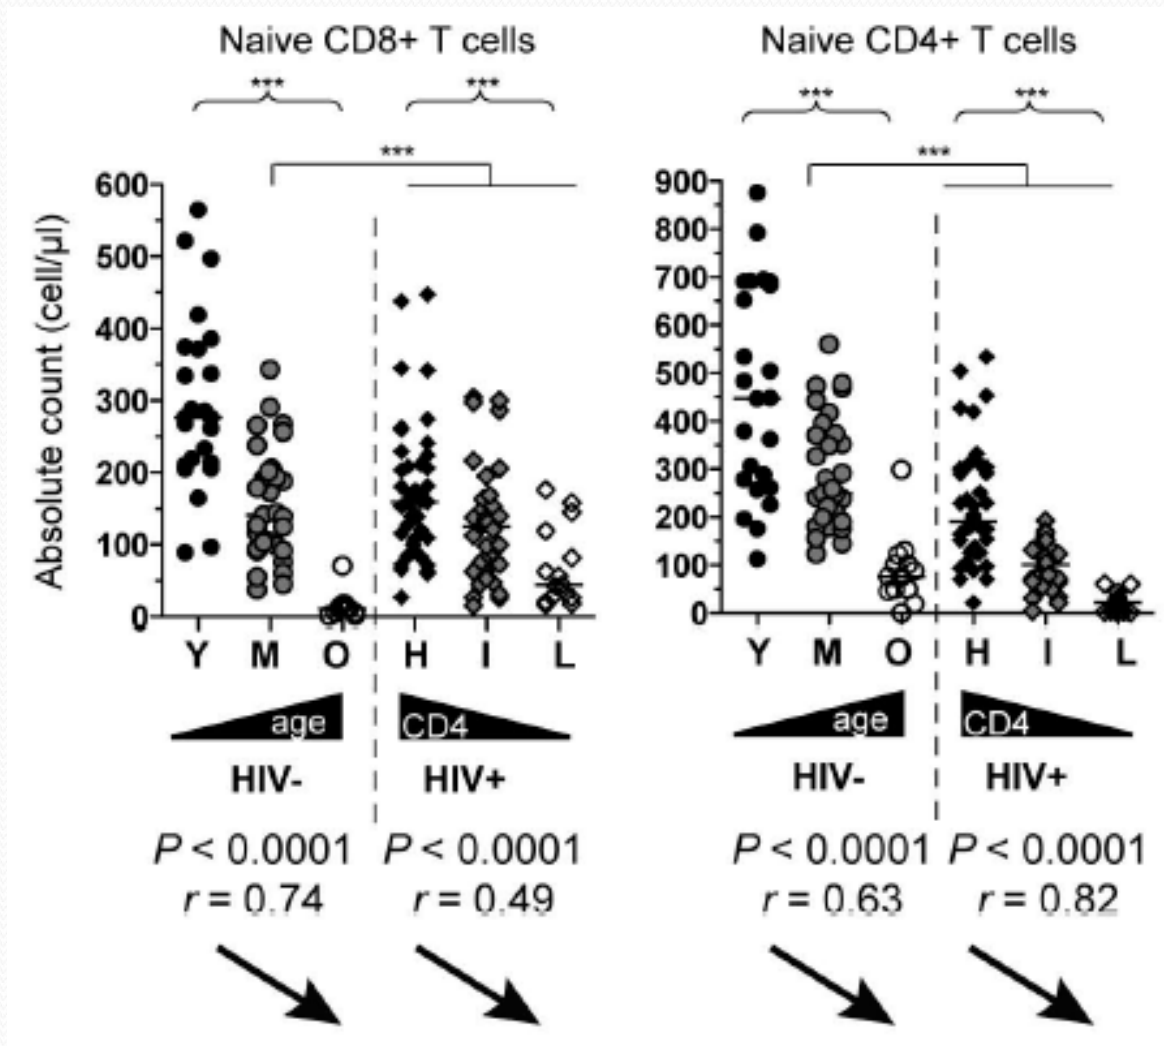 Naive CD8+ T cells
Naive CD4+ T cells
*** ***
*** ***
***
***
Absolute count (cell/µl)
600
500
400
300
200
100
0
900
800
700
600
500
400
300
200
100
0
Y M O H I L
Y M O H I L
age CD4
age CD4
HIV- HIV+
HIV- HIV+
P < 0.0001 P < 0.0001
P < 0.0001 P < 0.0001
r = 0.74 r = 0.49
r = 0.63 r = 0.82